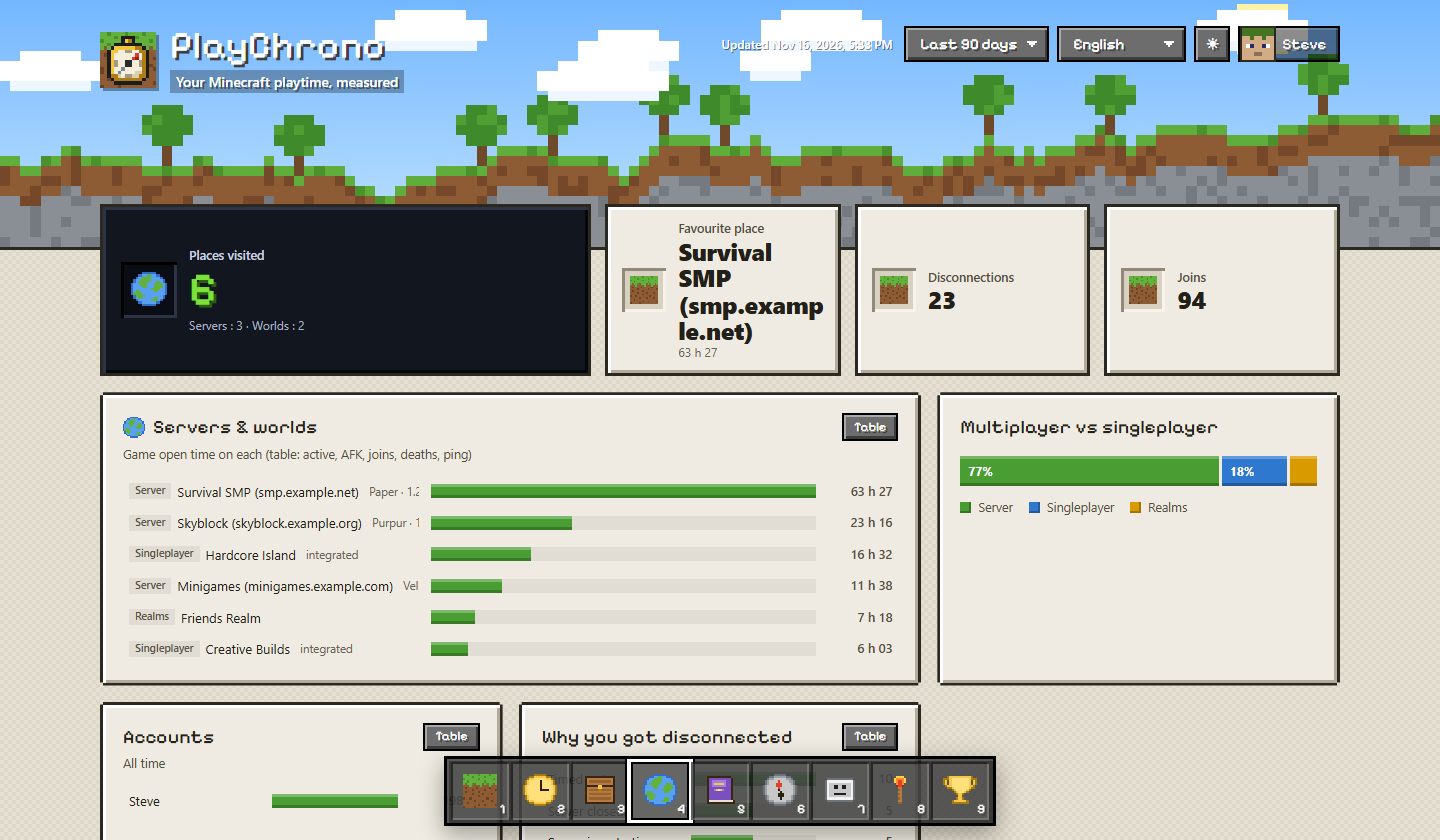 PlayChrono
Your Minecraft playtime, measured
Updated Nov 16, 2026, 5:33 PM
Last 90 days
English
Steve
Places visited
6
Servers : 3 · Worlds : 2
Favourite place
Survival
SMP
(smp.examp
le.net)
63 h 27
Disconnections
23
Joins
94
Servers & worlds
Table
Game open time on each (table: active, AFK, joins, deaths, ping)
Server Survival SMP (smp.example.net) Paper · 1.2 63 h 27
Server Skyblock (skyblock.example.org) Purpur · 1 23 h 16
Singleplayer Hardcore Island integrated 16 h 32
Server Minigames (minigames.example.com) Vel 11 h 38
Realms Friends Realm 7 h 18
Singleplayer Creative Builds integrated 6 h 03
Multiplayer vs singleplayer
77% 18%
Server Singleplayer Realms
Accounts
Table
All time
Steve
Why you got disconnected
Table
1 2 3 4 5 6 7 8 9